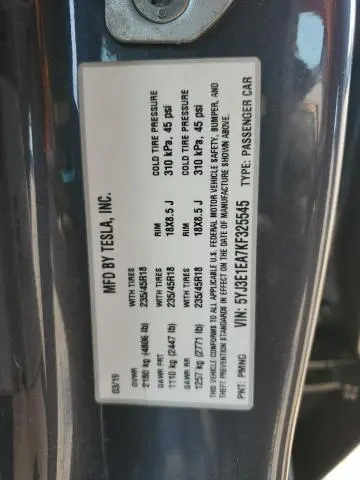 MFD BY TESLA, INC.
03/19
GVWR WITH TIRES RIM COLD TIRE PRESSURE
2180 kg (4806 lb) 235/45R18 18X8.5 J 310 kPa, 45 psi
GAWR FRT WITH TIRES RIM COLD TIRE PRESSURE
1110 kg (2447 lb) 235/45R18 18X8.5 J 310 kPa, 45 psi
GAWR RR
1257 kg (2771 lb) 235/45R18
THIS VEHICLE CONFORMS TO ALL APPLICABLE U.S. FEDERAL MOTOR VEHICLE SAFETY, BUMPER, AND
THEFT PREVENTION STANDARDS IN EFFECT ON THE DATE OF MANUFACTURE SHOWN ABOVE.
VIN: 5YJ3E1EA7KF325545 TYPE: PASSENGER CAR
PNT: PMNG